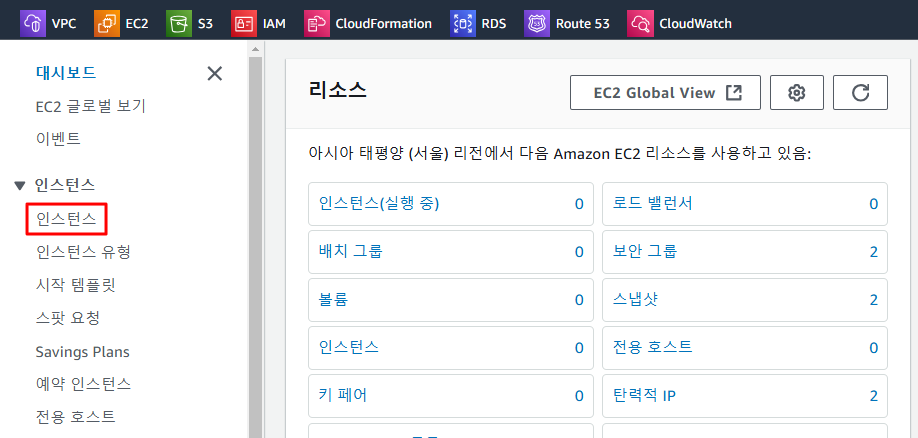 VPC EC2 S3 IAM CloudFormation RDS Route 53 CloudWatch
대시보드
EC2 글로벌 보기
이벤트
인스턴스
인스턴스
인스턴스 유형
시작 템플릿
스팟 요청
Savings Plans
예약 인스턴스
전용 호스트
리소스
EC2 Global View
아시아 태평양 (서울) 리전에서 다음 Amazon EC2 리소스를 사용하고 있음:
인스턴스(실행 중) 0 로드 밸런서 0
배치 그룹 0 보안 그룹 2
볼륨 0 스냅샷 2
인스턴스 0 전용 호스트 0
키 페어 0 탄력적 IP 2